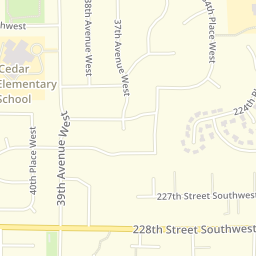 38th Avenue West
37th Avenue West
Cedar
Elementary
School
39th Avenue West
40th Place West
227th Street Southwest
228th Street Southwest